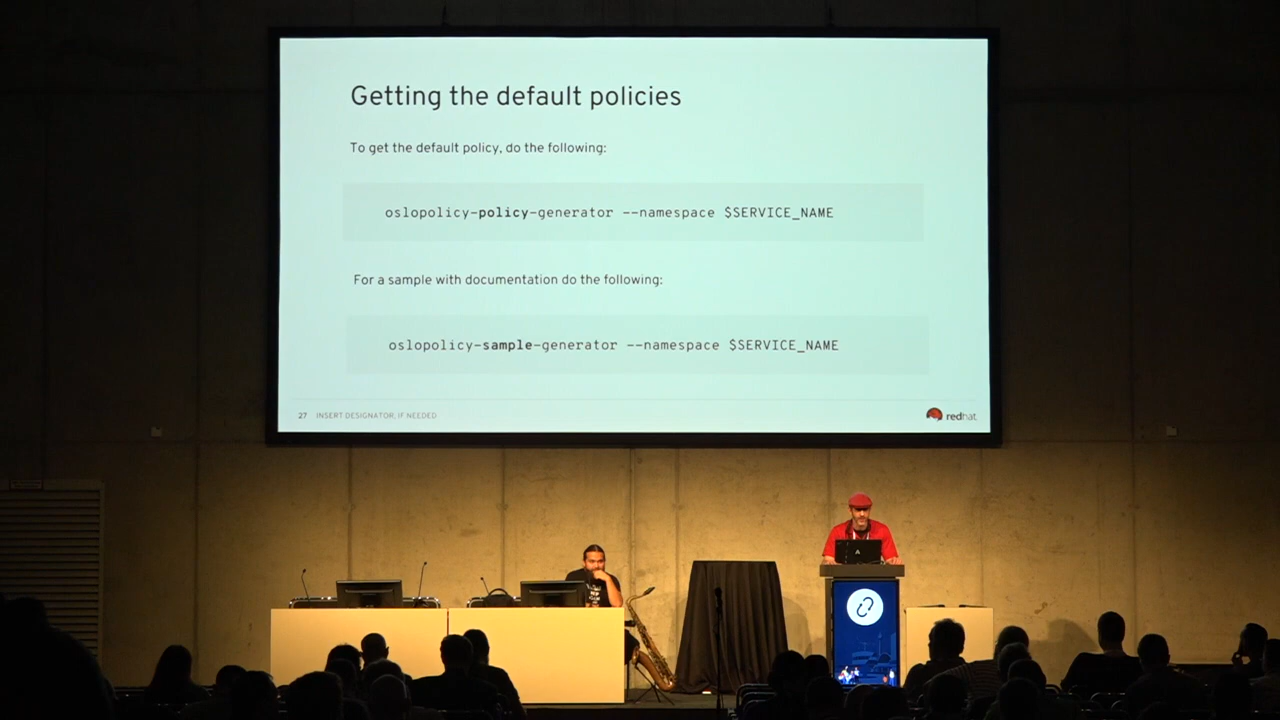 Getting the default policies
To get the default policy, do the following:
oslopolicy-policy-generator --namespace $SERVICE_NAME
For a sample with documentation do the following:
oslopolicy-sample-generator --namespace $SERVICE_NAME
27 INSERT DESIGNATOR, IF NEEDED
redhat.